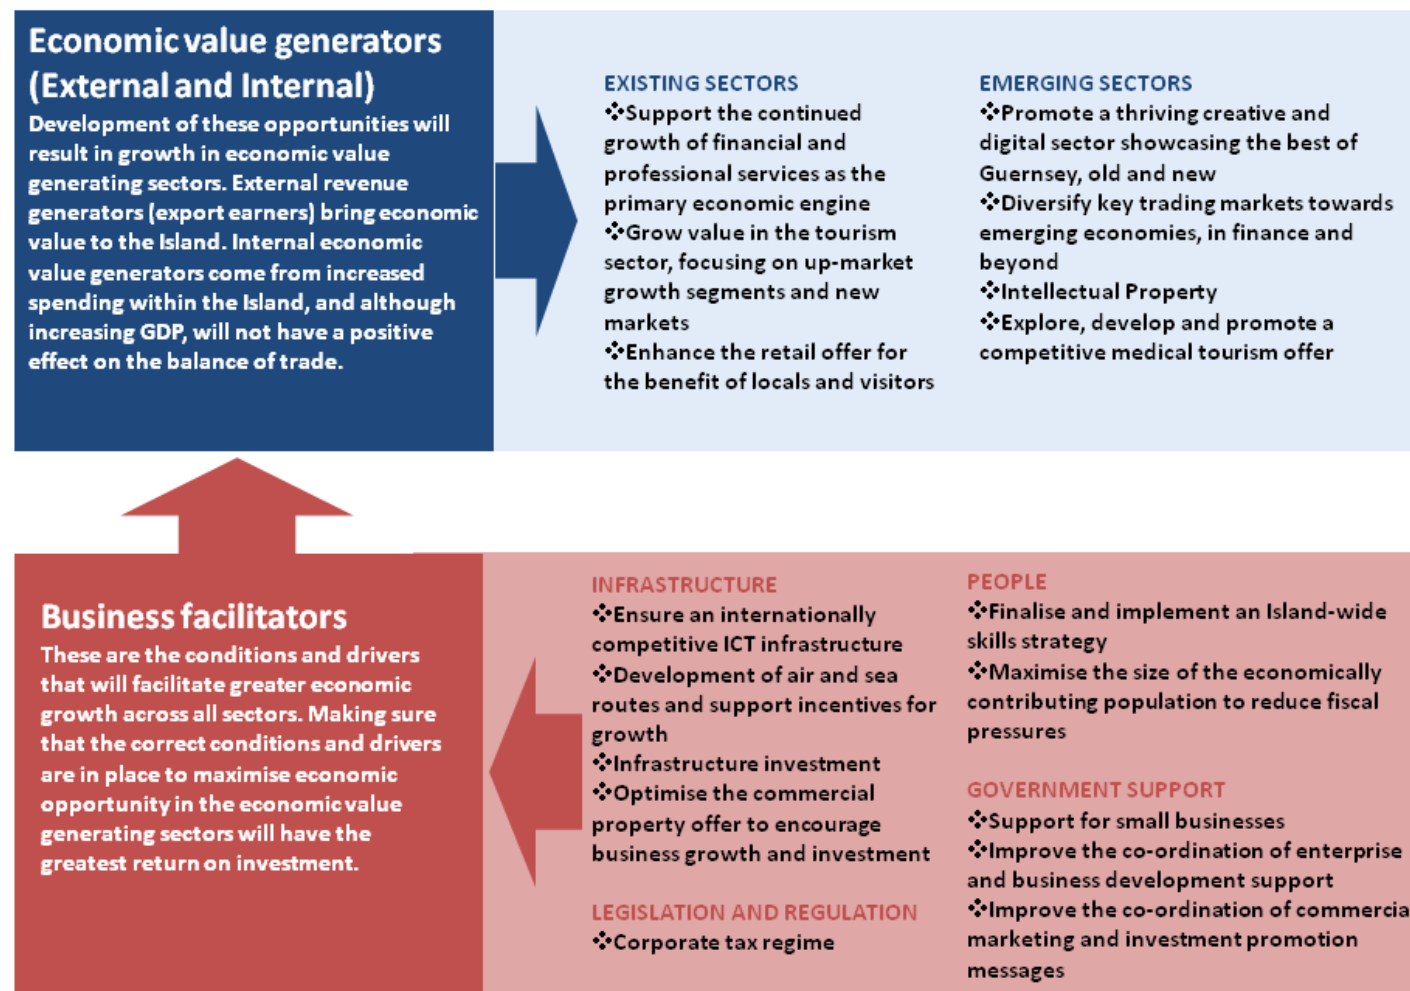 Economic value generators
(External and Internal)
Development of these opportunities will
result in growth in economic value
generating sectors. External revenue
generators (export earners) bring economic
value to the Island. Internal economic
value generators come from increased
spending within the Island, and although
increasing GDP, will not have a positive
effect on the balance of trade.
EXISTING SECTORS
❖Support the continued
growth of financial and
professional services as the
primary economic engine
❖Grow value in the tourism
sector, focusing on up-market
growth segments and new
markets
❖Enhance the retail offer for
the benefit of locals and visitors
EMERGING SECTORS
❖Promote a thriving creative and
digital sector showcasing the best of
Guernsey, old and new
❖Diversify key trading markets towards
emerging economies, in finance and
beyond
❖Intellectual Property
❖Explore, develop and promote a
competitive medical tourism offer
Business facilitators
These are the conditions and drivers
that will facilitate greater economic
growth across all sectors. Making sure
that the correct conditions and drivers
are in place to maximise economic
opportunity in the economic value
generating sectors will have the
greatest return on investment.
INFRASTRUCTURE
❖Ensure an internationally
competitive ICT infrastructure
❖Development of air and sea
routes and support incentives for
growth
❖Infrastructure investment
❖Optimise the commercial
property offer to encourage
business growth and investment
LEGISLATION AND REGULATION
❖Corporate tax regime
PEOPLE
❖Finalise and implement an Island-wide
skills strategy
❖Maximise the size of the economically
contributing population to reduce fiscal
pressures
GOVERNMENT SUPPORT
❖Support for small businesses
❖Improve the co-ordination of enterprise
and business development support
❖Improve the co-ordination of commercia
marketing and investment promotion
messages